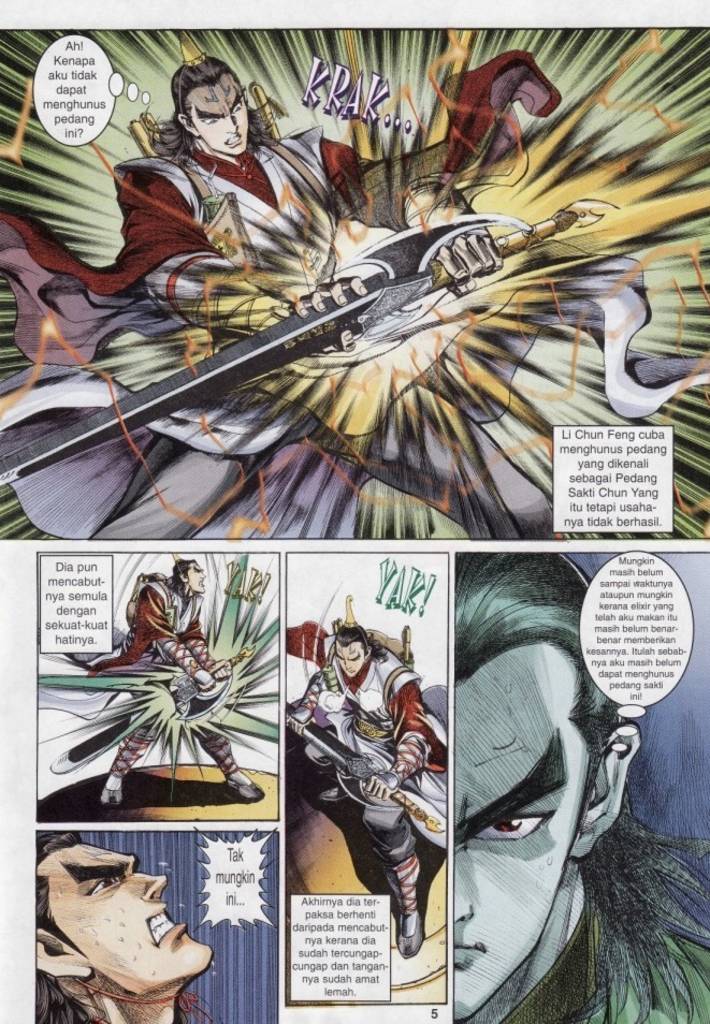 Ah!
Kenapa
aku tidak
dapat
menghunus
pedang
ini?
KRAK...
Li Chun Feng cuba
menghunus pedang
yang dikenali
sebagai Pedang
Sakti Chun Yang
itu tetapi usaha-
nya tidak berhasil.
Dia pun
mencabut-
nya semula
dengan
sekuat-kuat
hatinya.
YAK!
Tak
mungkin
ini...
YAK!
Akhirnya dia ter-
paksa berhenti
daripada mencabut-
nya kerana dia
sudah tercungap-
cungap dan tangan-
nya sudah amat
lemah.
Mungkin
masih belum
sampai waktunya
ataupun mungkin
kerana elixir yang
telah aku makan itu
masih belum benar-
benar memberikan
kesannya. Itulah sebab-
nya aku masih belum
dapat menghunus
pedang sakti
ini!
5